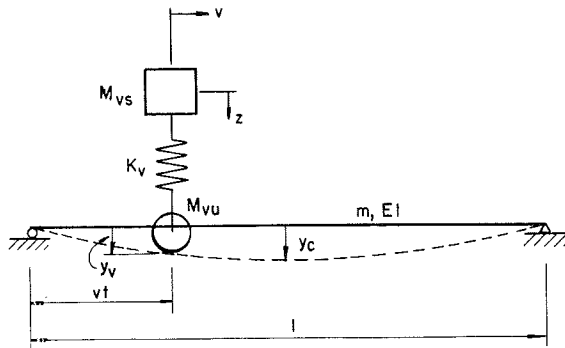 v
M_vs
z
K_v
M_vu
m, EI
y_v
y_c
vt
l